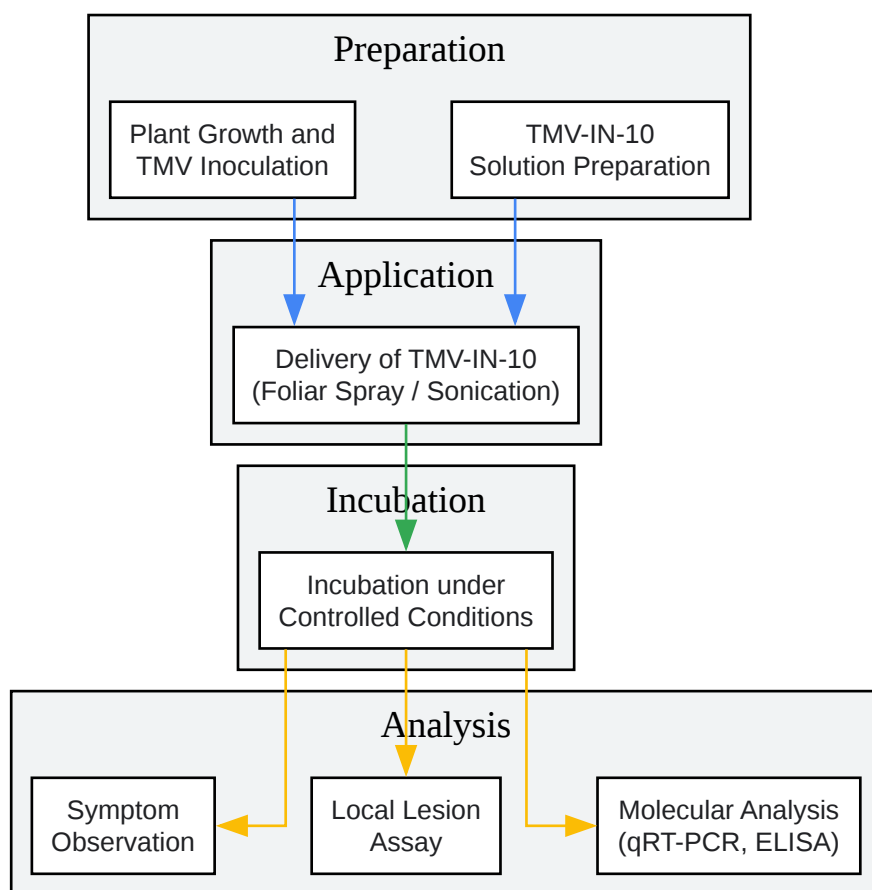 Preparation
Plant Growth and
TMV Inoculation
TMV-IN-10
Solution Preparation
Application
Delivery of TMV-IN-10
(Foliar Spray / Sonication)
Incubation
Incubation under
Controlled Conditions
Analysis
Symptom
Observation
Local Lesion
Assay
Molecular Analysis
(qRT-PCR, ELISA)